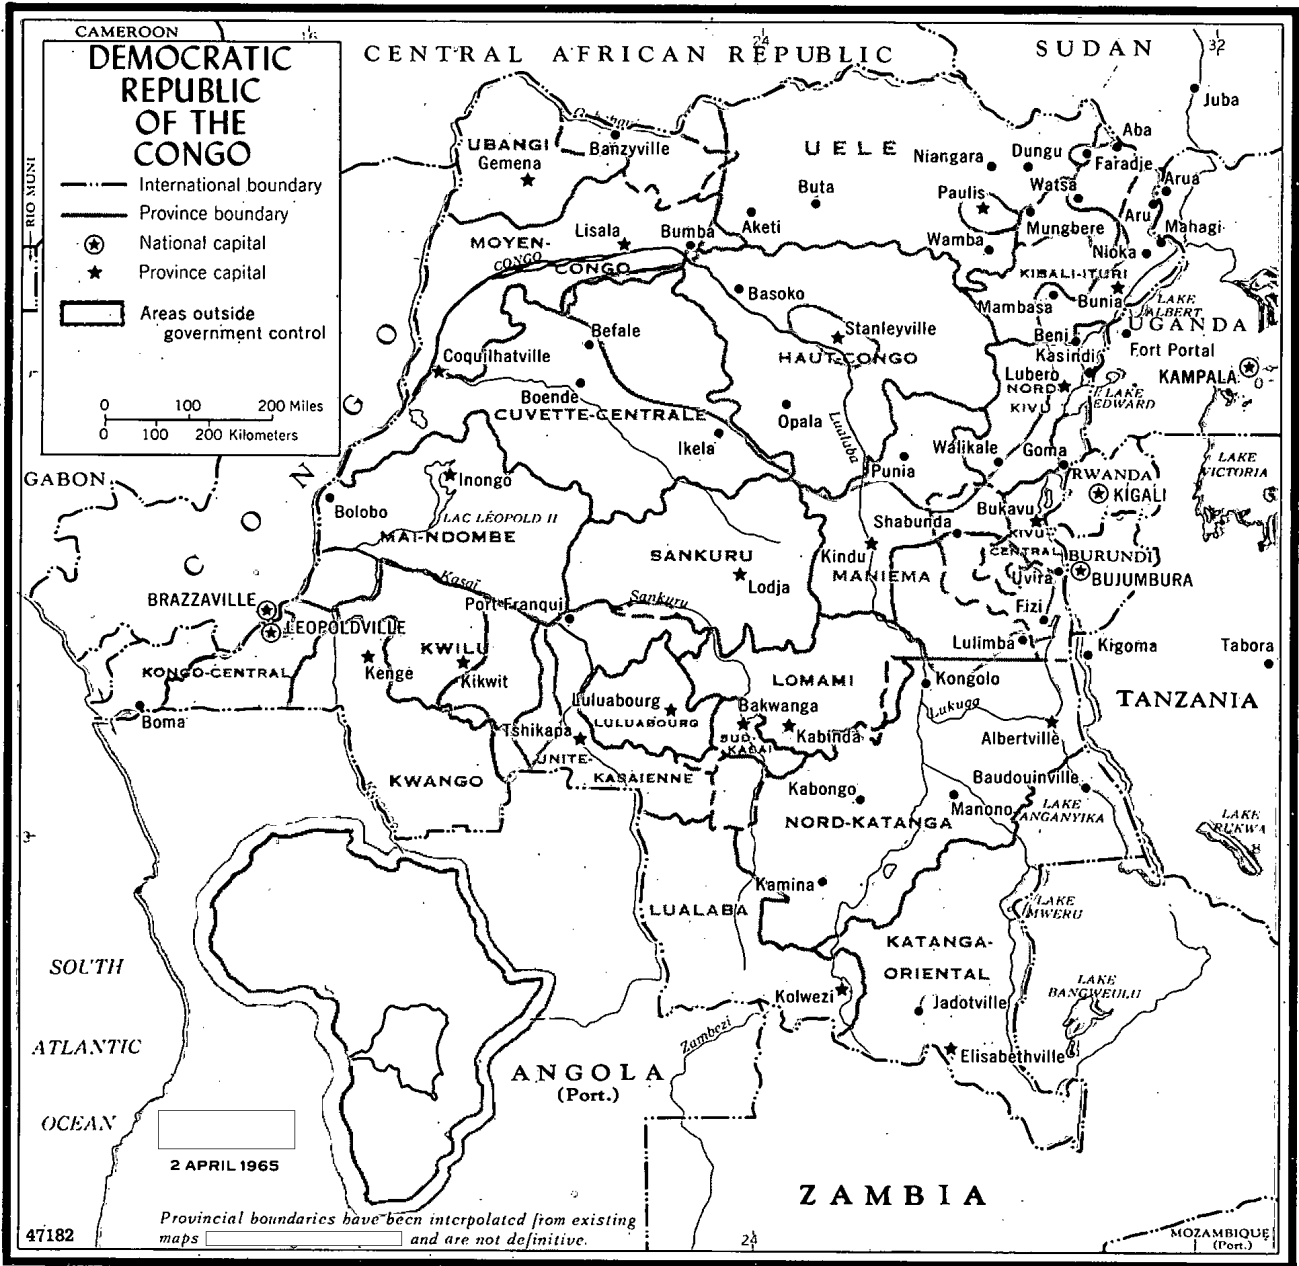 CAMEROON
DEMOCRATIC
REPUBLIC
OF THE
CONGO
International boundary
Province boundary
National capital
Province capital
Areas outside
government control
0 100 200 Miles
0 100 200 Kilometers
CENTRAL AFRICAN REPUBLIC
24
SUDAN
32
Juba
RIO MUNI
UBANGI
Gemena
Banzyville
UELE
Niangara
Dungu
Aba
Faradje
Watsa
Arua
Paulis
Buta
Aketi
Mungbere
Aru
Mahagi
Wamba
Nioka
Lisala
Bumba
MOYEN-
CONGO
CONGO
KIBALI-ITURI
Mambasa
Bunia
LAKE
ALBERT
Basoko
UGANDA
Befale
Stanleyville
Beni
Fort Portal
Kasindi
HAUT-CONGO
Coquilhatville
Lubero
KAMPALA
Boende
NORD
KIVU
LAKE
EDWARD
CUVETTE-CENTRALE
Opala
Ikela
Lualaba
Walikale
Goma
LAKE
VICTORIA
Punia
RWANDA
KIGALI
GABON
Inongo
Bolobo
LAC LÉOPOLD II
MAI-NDOMBE
Bukavu
Shabunda
KIVU
CENTRAL
SANKURU
Kindu
MANIEMA
BURUNDI
BUJUMBURA
Uvira
Lodja
Kasai
BRAZZAVILLE
LEOPOLDVILLE
Port-Franqui
Sankuru
Fizi
Lulimba
Kigoma
Tabora
KWILU
Kikwit
Kenge
KONGO-CENTRAL
Boma
LOMAMI
Kongolo
TANZANIA
Luluabourg
LULUABOURG
Bakwanga
Kabinda
Lukuga
Albertville
Tshikapa
SUD-
KASAI
UNITE-
KASAIENNE
KWANGO
Kabongo
Baudouinville
Manono
LAKE
TANGANYIKA
NORD-KATANGA
LAKE
RUKWA
Kamina
LUALABA
LAKE
MWERU
KATANGA-
ORIENTAL
Kolwezi
Jadotville
LAKE
BANGWEULU
Elisabethville
SOUTH
ATLANTIC
OCEAN
Zambezi
ANGOLA
(Port.)
2 APRIL 1965
ZAMBIA
Provincial boundaries have been interpolated from existing
maps and are not definitive.
47182
24
MOZAMBIQUE
(Port.)